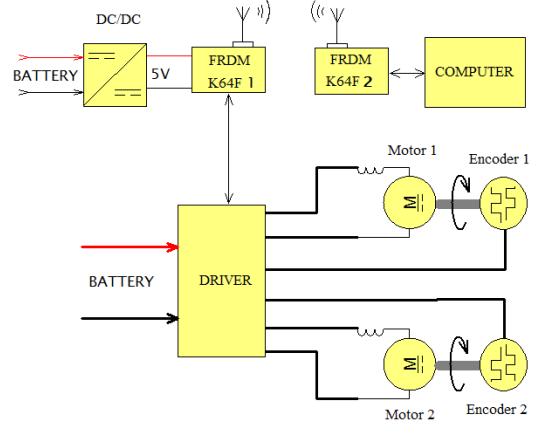 DC/DC
BATTERY
5V
FRDM
K64F 1
FRDM
K64F 2
COMPUTER
Motor 1
Encoder 1
M
BATTERY
DRIVER
M
Motor 2
Encoder 2